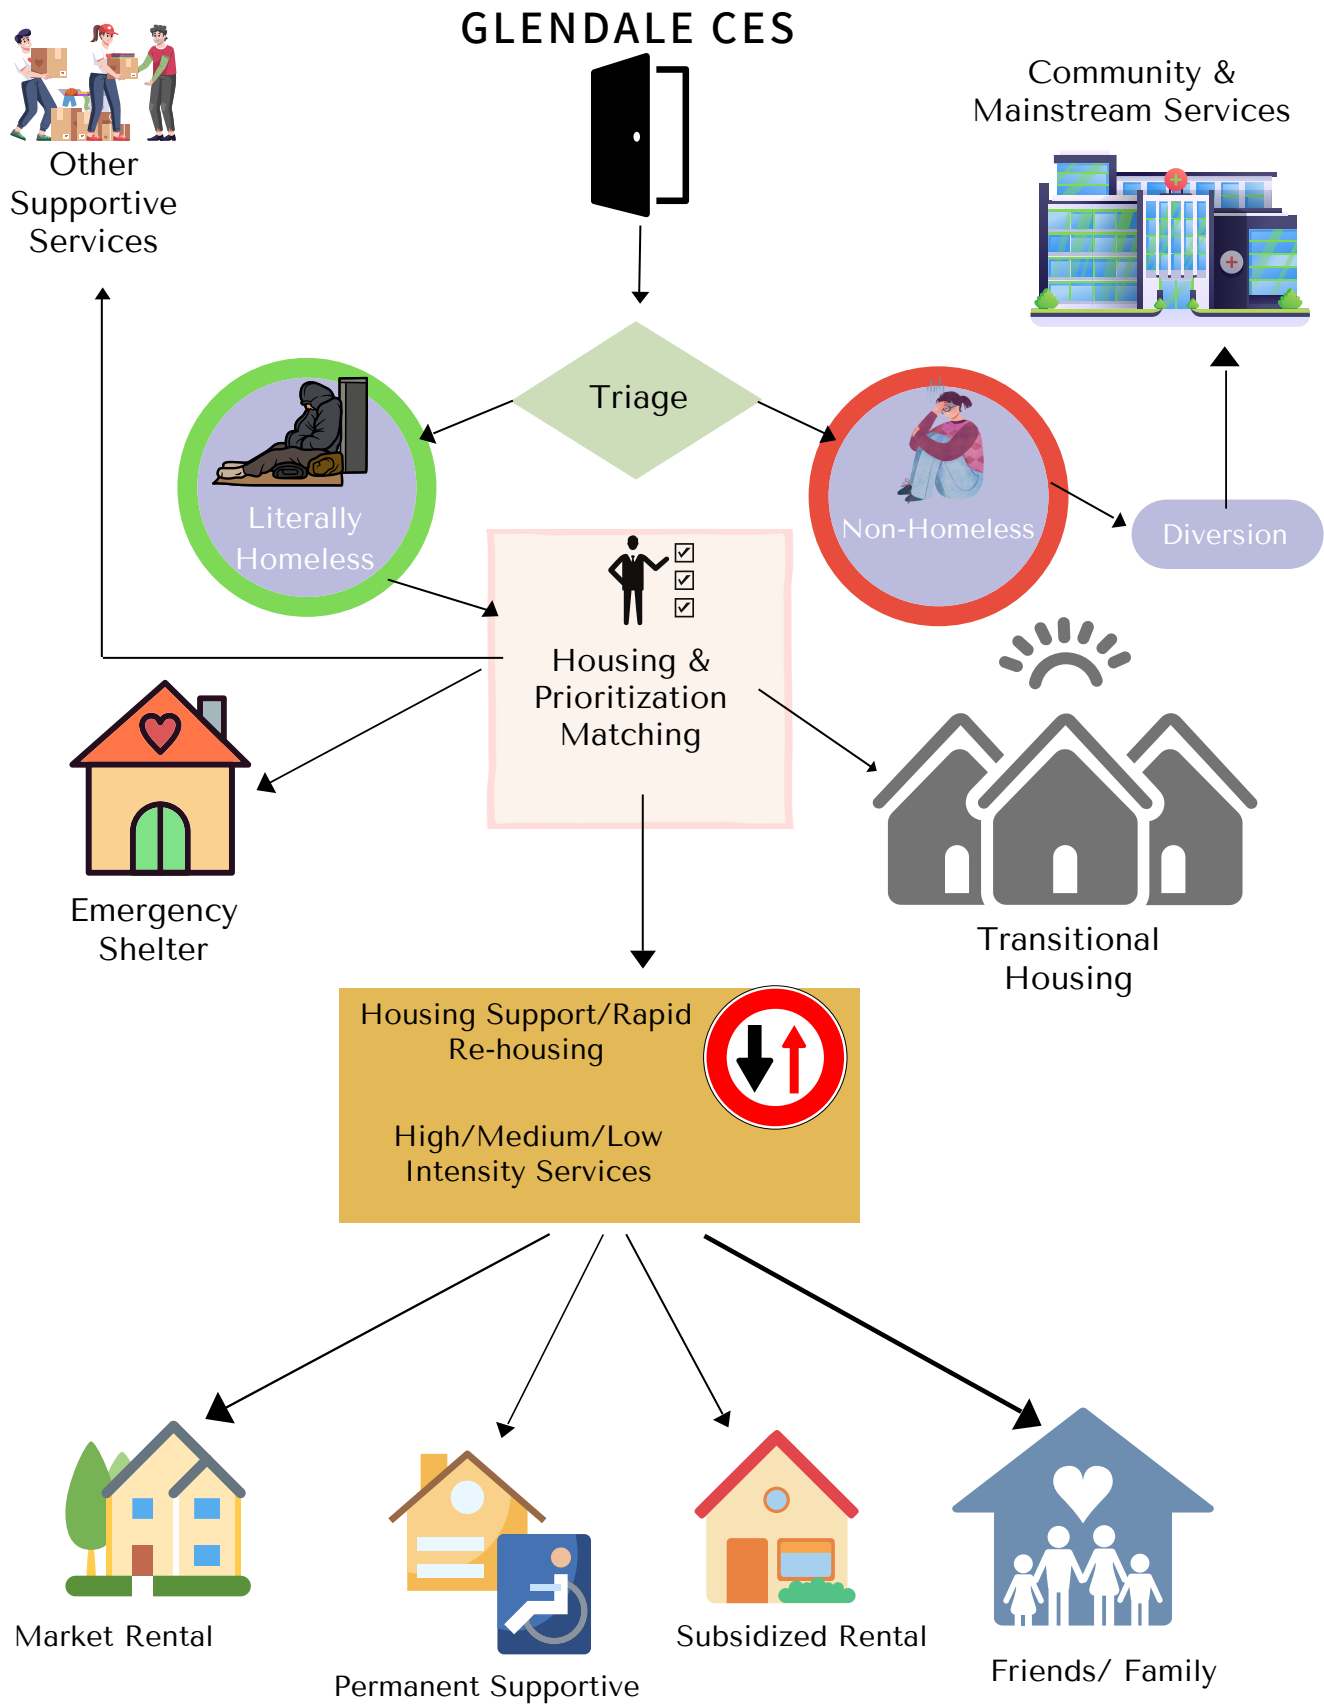 GLENDALE CES
Other
Supportive
Services
Community &
Mainstream Services
Triage
Literally
Homeless
Non-Homeless
Diversion
Housing &
Prioritization
Matching
Emergency
Shelter
Transitional
Housing
Housing Support/Rapid
Re-housing
High/Medium/Low
Intensity Services
Market Rental
Permanent Supportive
Subsidized Rental
Friends/ Family